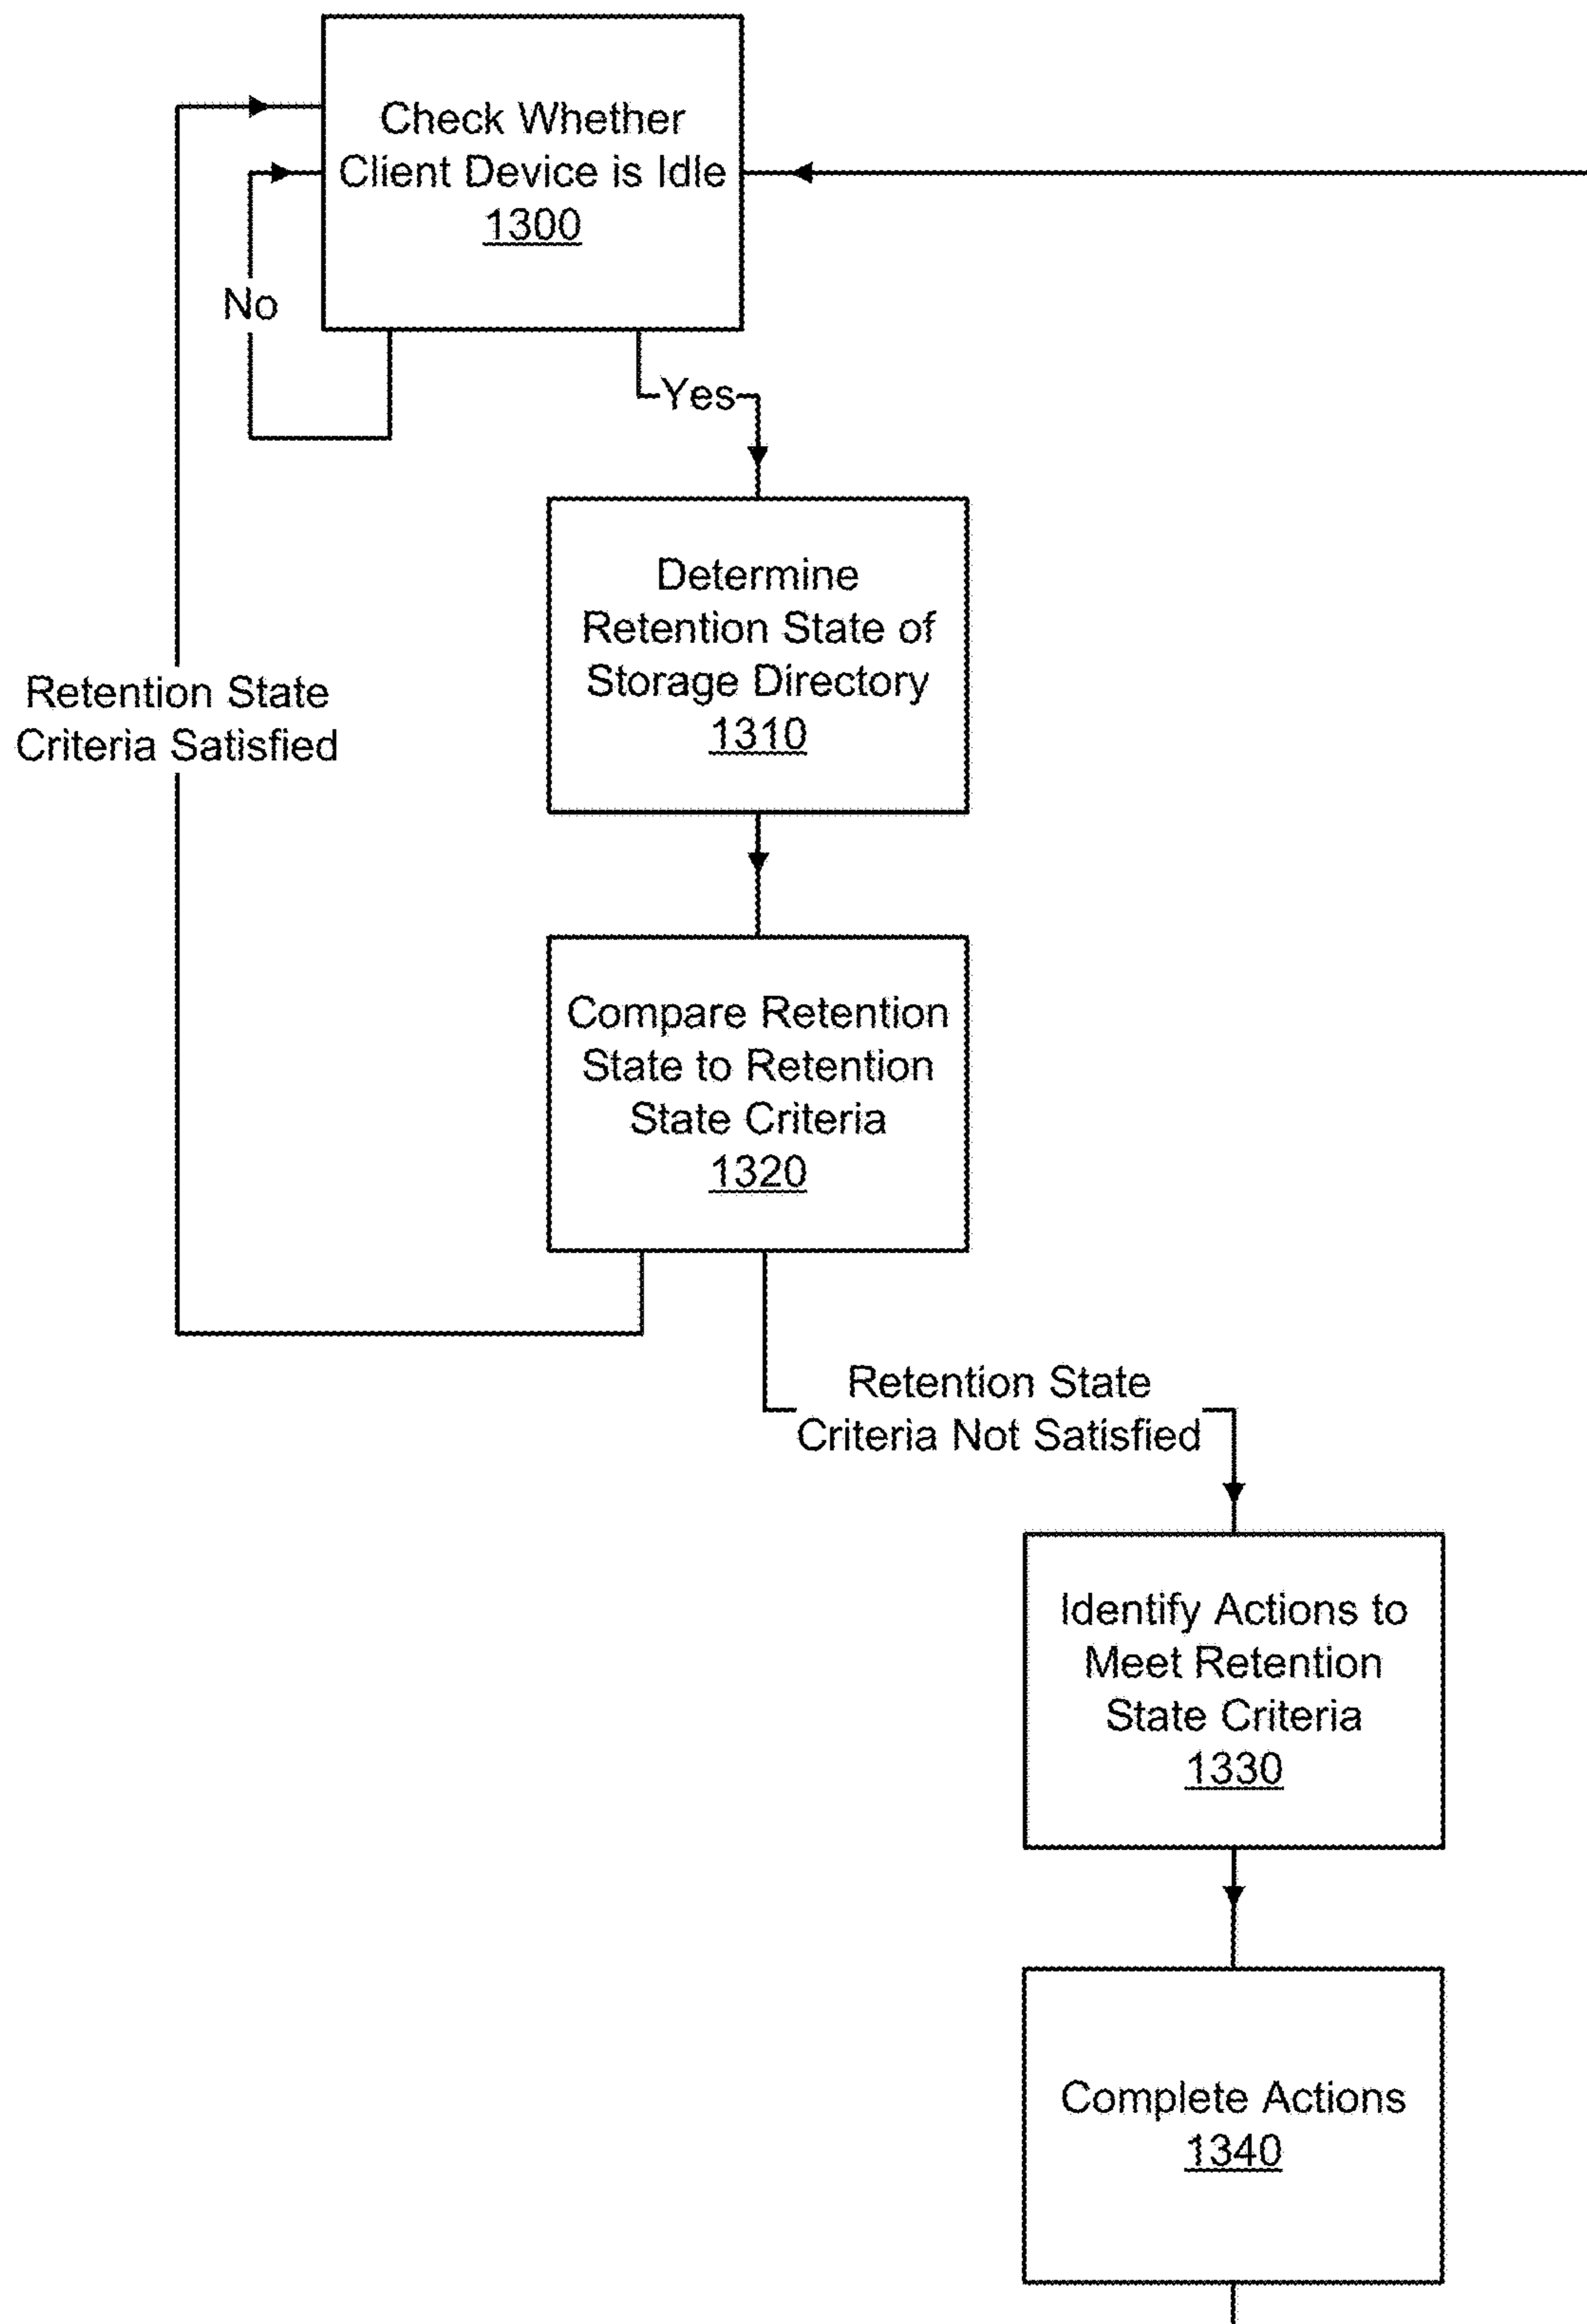 Check Whether
Client Device is Idle
1300
No
Yes
Determine
Retention State of
Storage Directory
1310
Retention State
Criteria Satisfied
Compare Retention
State to Retention
State Criteria
1320
Retention State
Criteria Not Satisfied
Identify Actions to
Meet Retention
State Criteria
1330
Complete Actions
1340